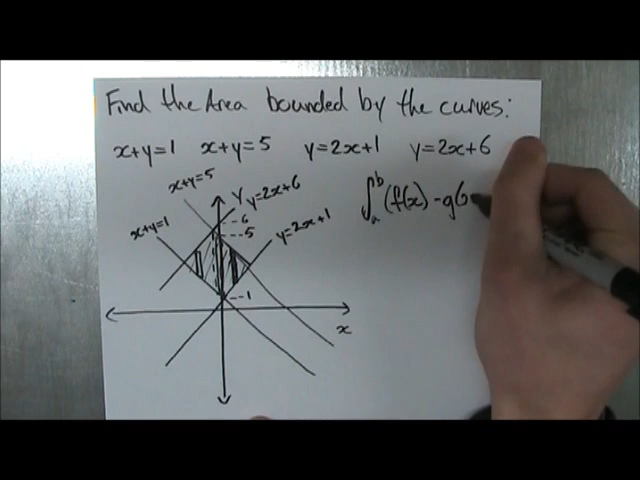 Find the Area bounded by the curves:
x+y=1 x+y=5 y=2x+1 y=2x+6
x+y=5
y y=2x+6
x+y=1
6
5
y=2x+1
1
x
∫ₐᵇ (f(x) - g(